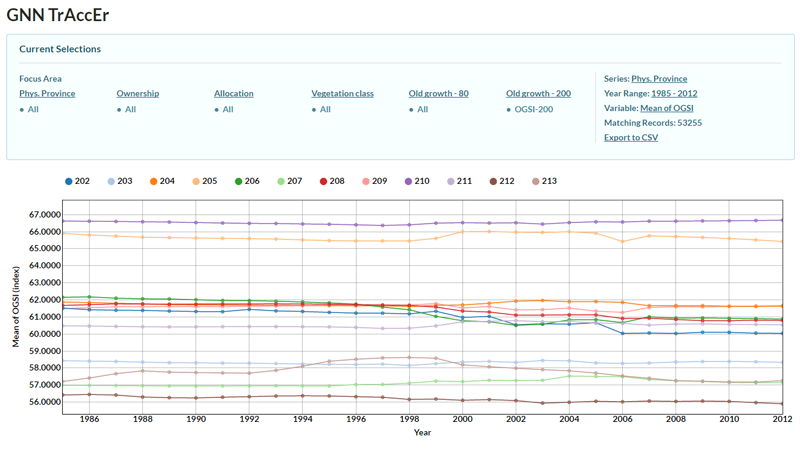 GNN TrAccEr
Current Selections
Focus Area
Phys. Province Ownership Allocation Vegetation class Old growth - 80 Old growth - 200
All All All All All OGSI-200
Series: Phys. Province
Year Range: 1985 - 2012
Variable: Mean of OGSI
Matching Records: 53255
Export to CSV
202 203 204 205 206 207 208 209 210 211 212 213
67.0000
66.0000
65.0000
64.0000
63.0000
62.0000
61.0000
60.0000
59.0000
58.0000
57.0000
56.0000
Mean of OGSI (index)
1986 1988 1990 1992 1994 1996 1998 2000 2002 2004 2006 2008 2010 2012
Year